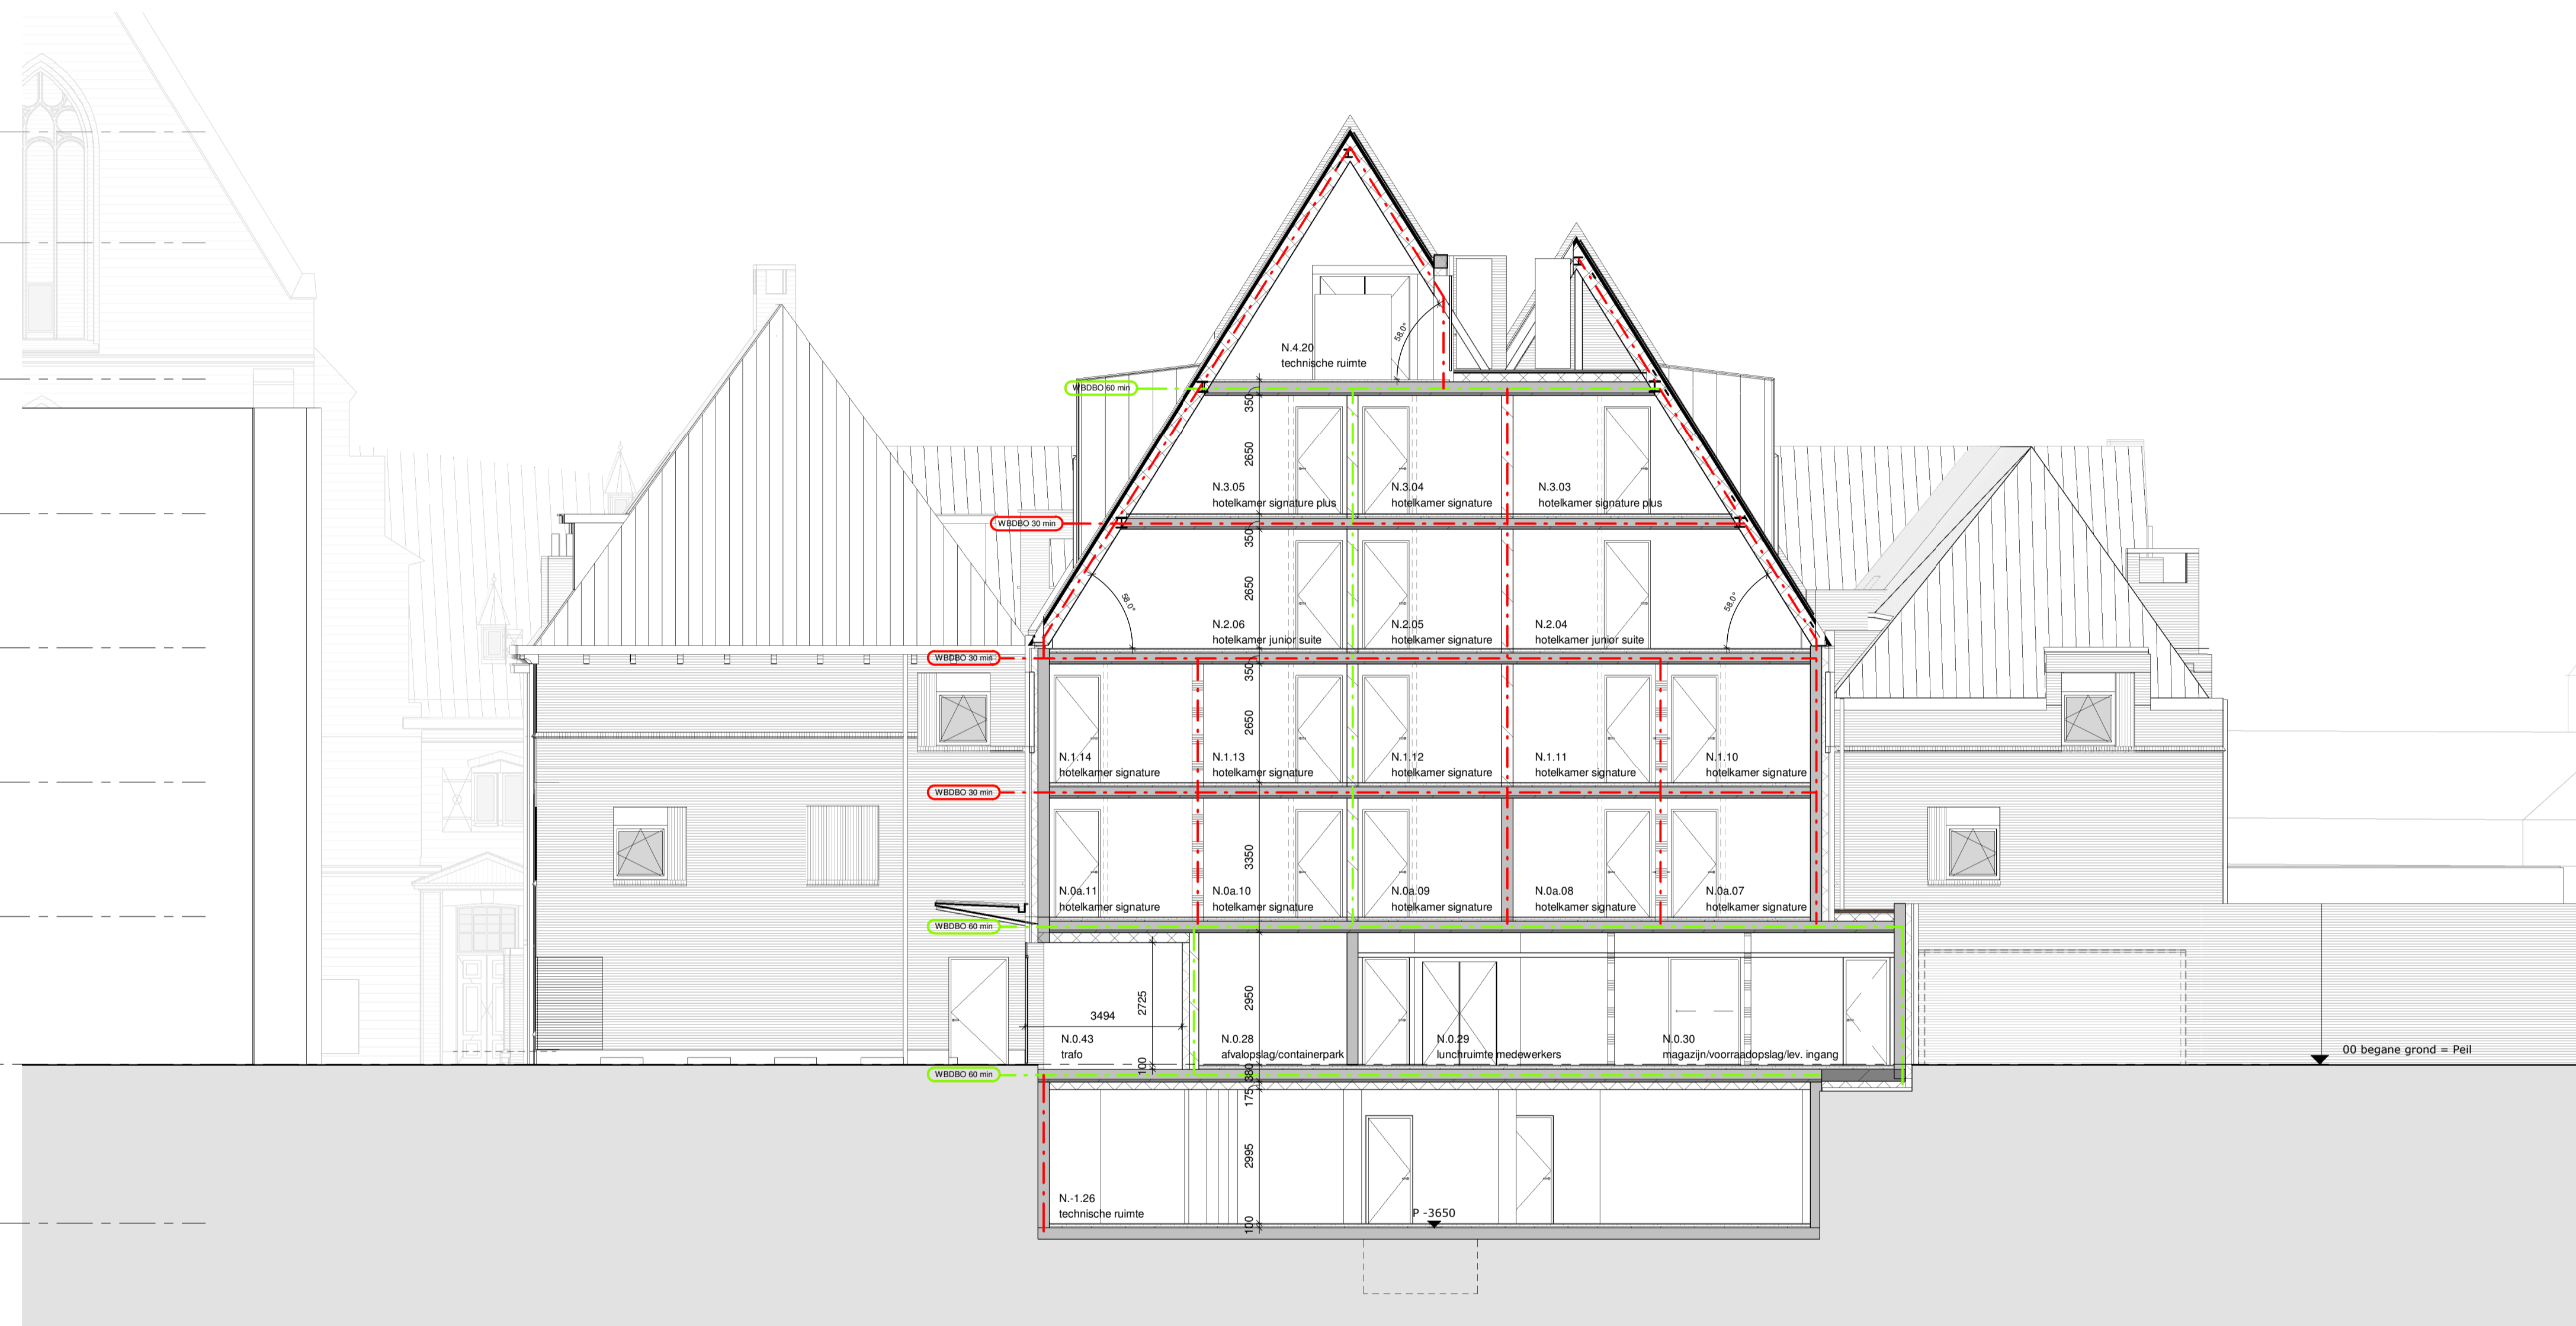 58.0°
N.4.20
technische ruimte
WBDBO 60 min
350
2650
N.3.05
hotelkamer signature plus
N.3.04
hotelkamer signature
N.3.03
hotelkamer signature plus
WBDBO 30 min
350
2650
58.0°
58.0°
N.2.06
hotelkamer junior suite
N.2.05
hotelkamer signature
N.2.04
hotelkamer junior suite
WBDBO 30 min
350
2650
N.1.14
hotelkamer signature
N.1.13
hotelkamer signature
N.1.12
hotelkamer signature
N.1.11
hotelkamer signature
N.1.10
hotelkamer signature
WBDBO 30 min
3350
N.0a.11
hotelkamer signature
N.0a.10
hotelkamer signature
N.0a.09
hotelkamer signature
N.0a.08
hotelkamer signature
N.0a.07
hotelkamer signature
WBDBO 60 min
2725
2950
3494
N.0.43
trafo
N.0.28
afvalopslag/containerpark
N.0.29
lunchruimte medewerkers
N.0.30
magazijn/voorraadopslag/lev. ingang
00 begane grond = Peil
100
380
WBDBO 60 min
175
2995
N.-1.26
technische ruimte
100
P -3650